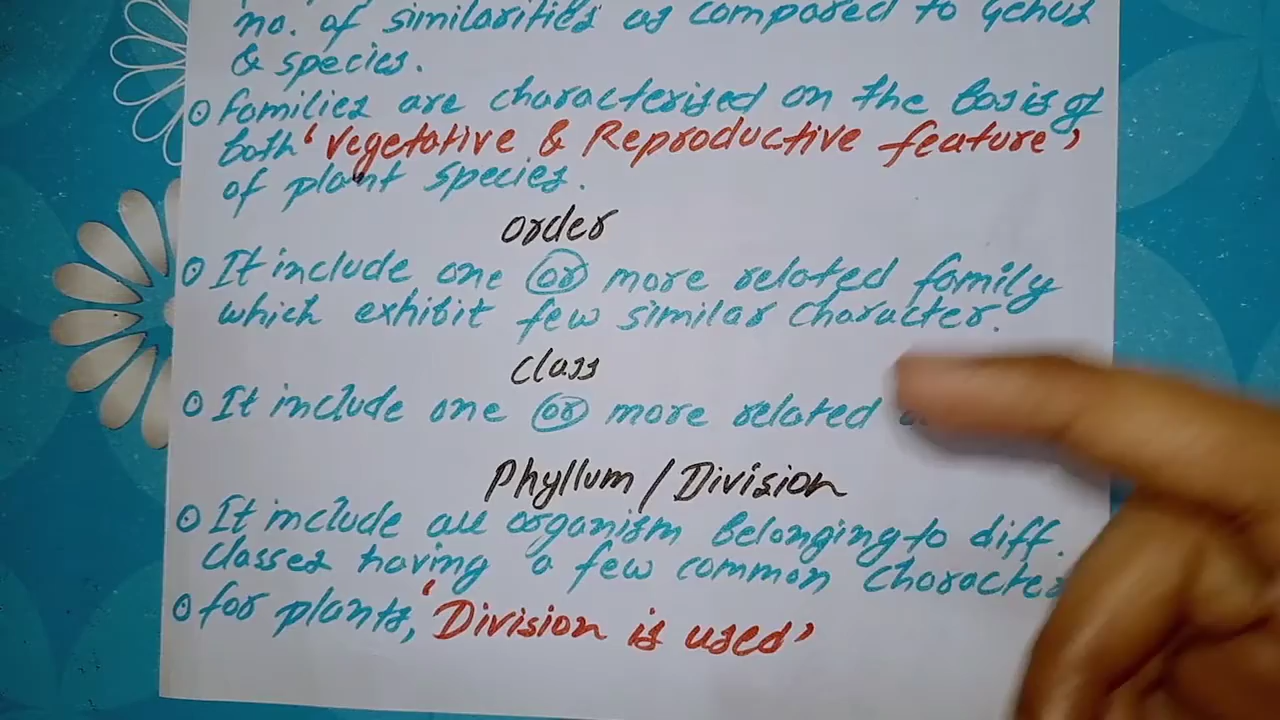 no. of similarities as compared to Genus
& species.
⊙ families are characterised on the basis of
both 'vegetative & Reproductive feature'
of plant species.
order
⊙ It include one or more related family
which exhibit few similar character.
class
⊙ It include one or more related
Phyllum / Division
⊙ It include all organism belonging to diff.
classes having a few common character
⊙ for plants, 'Division is used'